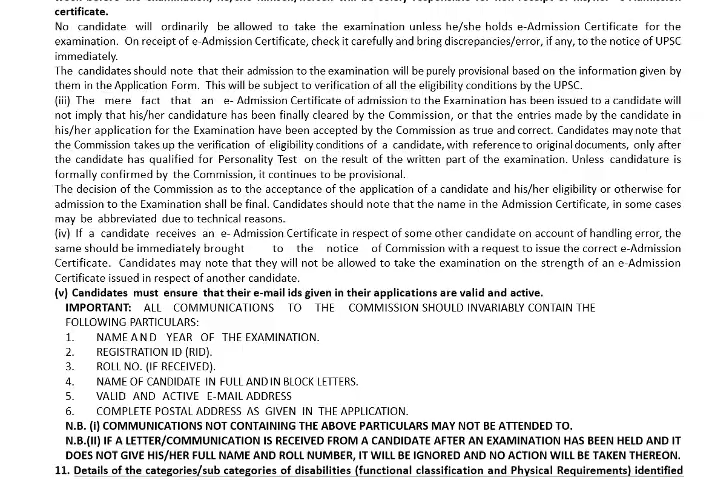 certificate.
No candidate will ordinarily be allowed to take the examination unless he/she holds e-Admission Certificate for the
examination. On receipt of e-Admission Certificate, check it carefully and bring discrepancies/error, if any, to the notice of UPSC
immediately.
The candidates should note that their admission to the examination will be purely provisional based on the information given by
them in the Application Form. This will be subject to verification of all the eligibility conditions by the UPSC.
(iii) The mere fact that an e- Admission Certificate of admission to the Examination has been issued to a candidate will
not imply that his/her candidature has been finally cleared by the Commission, or that the entries made by the candidate in
his/her application for the Examination have been accepted by the Commission as true and correct. Candidates may note that
the Commission takes up the verification of eligibility conditions of a candidate, with reference to original documents, only after
the candidate has qualified for Personality Test on the result of the written part of the examination. Unless candidature is
formally confirmed by the Commission, it continues to be provisional.
The decision of the Commission as to the acceptance of the application of a candidate and his/her eligibility or otherwise for
admission to the Examination shall be final. Candidates should note that the name in the Admission Certificate, in some cases
may be abbreviated due to technical reasons.
(iv) If a candidate receives an e- Admission Certificate in respect of some other candidate on account of handling error, the
same should be immediately brought to the notice of Commission with a request to issue the correct e-Admission
Certificate. Candidates may note that they will not be allowed to take the examination on the strength of an e-Admission
Certificate issued in respect of another candidate.
(v) Candidates must ensure that their e-mail ids given in their applications are valid and active.
IMPORTANT: ALL COMMUNICATIONS TO THE COMMISSION SHOULD INVARIABLY CONTAIN THE
FOLLOWING PARTICULARS:
1. NAME AND YEAR OF THE EXAMINATION.
2. REGISTRATION ID (RID).
3. ROLL NO. (IF RECEIVED).
4. NAME OF CANDIDATE IN FULL AND IN BLOCK LETTERS.
5. VALID AND ACTIVE E-MAIL ADDRESS
6. COMPLETE POSTAL ADDRESS AS GIVEN IN THE APPLICATION.
N.B. (i) COMMUNICATIONS NOT CONTAINING THE ABOVE PARTICULARS MAY NOT BE ATTENDED TO.
N.B.(II) IF A LETTER/COMMUNICATION IS RECEIVED FROM A CANDIDATE AFTER AN EXAMINATION HAS BEEN HELD AND IT
DOES NOT GIVE HIS/HER FULL NAME AND ROLL NUMBER, IT WILL BE IGNORED AND NO ACTION WILL BE TAKEN THEREON.
11. Details of the categories/sub categories of disabilities (functional classification and Physical Requirements) identified